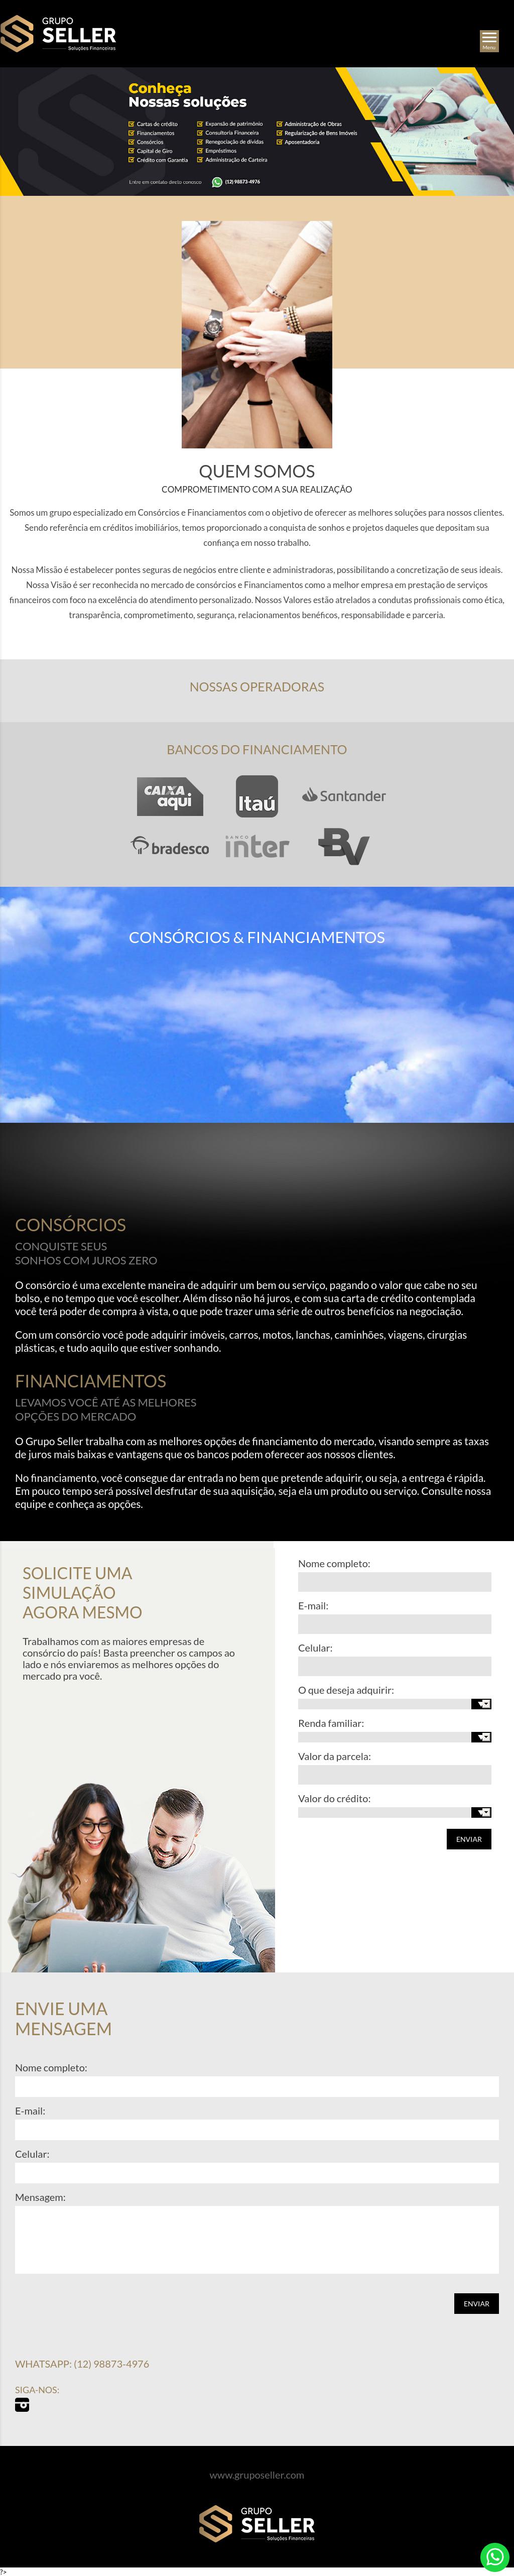 GRUPO
SELLER
Soluções Financeiras
Menu
Conheça
Nossas soluções
Cartas de crédito
Financiamentos
Consórcios
Capital de Giro
Crédito com Garantia
Expansão de patrimônio
Consultoria Financeira
Renegociação de dívidas
Empréstimos
Administração de Carteira
Administração de Obras
Regularização de Bens Imóveis
Aposentadoria
Entre em contato direto conosco
(12) 98873-4976
QUEM SOMOS
COMPROMETIMENTO COM A SUA REALIZAÇÃO
Somos um grupo especializado em Consórcios e Financiamentos com o objetivo de oferecer as melhores soluções para nossos clientes.
Sendo referência em créditos imobiliários, temos proporcionado a conquista de sonhos e projetos daqueles que depositam sua
confiança em nosso trabalho.
Nossa Missão é estabelecer pontes seguras de negócios entre cliente e administradoras, possibilitando a concretização de seus ideais.
Nossa Visão é ser reconhecida no mercado de consórcios e Financiamentos como a melhor empresa em prestação de serviços
financeiros com foco na excelência do atendimento personalizado. Nossos Valores estão atrelados a condutas profissionais como ética,
transparência, comprometimento, segurança, relacionamentos benéficos, responsabilidade e parceria.
NOSSAS OPERADORAS
BANCOS DO FINANCIAMENTO
CAIXA
aqui
Itaú
Santander
bradesco
BANCO
inter
BV
CONSÓRCIOS & FINANCIAMENTOS
CONSÓRCIOS
CONQUISTE SEUS
SONHOS COM JUROS ZERO
O consórcio é uma excelente maneira de adquirir um bem ou serviço, pagando o valor que cabe no seu
bolso, e no tempo que você escolher. Além disso não há juros, e com sua carta de crédito contemplada
você terá poder de compra à vista, o que pode trazer uma série de outros benefícios na negociação.
Com um consórcio você pode adquirir imóveis, carros, motos, lanchas, caminhões, viagens, cirurgias
plásticas, e tudo aquilo que estiver sonhando.
FINANCIAMENTOS
LEVAMOS VOCÊ ATÉ AS MELHORES
OPÇÕES DO MERCADO
O Grupo Seller trabalha com as melhores opções de financiamento do mercado, visando sempre as taxas
de juros mais baixas e vantagens que os bancos podem oferecer aos nossos clientes.
No financiamento, você consegue dar entrada no bem que pretende adquirir, ou seja, a entrega é rápida.
Em pouco tempo será possível desfrutar de sua aquisição, seja ela um produto ou serviço. Consulte nossa
equipe e conheça as opções.
SOLICITE UMA
SIMULAÇÃO
AGORA MESMO
Trabalhamos com as maiores empresas de
consórcio do país! Basta preencher os campos ao
lado e nós enviaremos as melhores opções do
mercado pra você.
Nome completo:
E-mail:
Celular:
O que deseja adquirir:
Renda familiar:
Valor da parcela:
Valor do crédito:
ENVIAR
ENVIE UMA
MENSAGEM
Nome completo:
E-mail:
Celular:
Mensagem:
ENVIAR
WHATSAPP: (12) 98873-4976
SIGA-NOS:
www.gruposeller.com
GRUPO
SELLER
Soluções Financeiras
?>